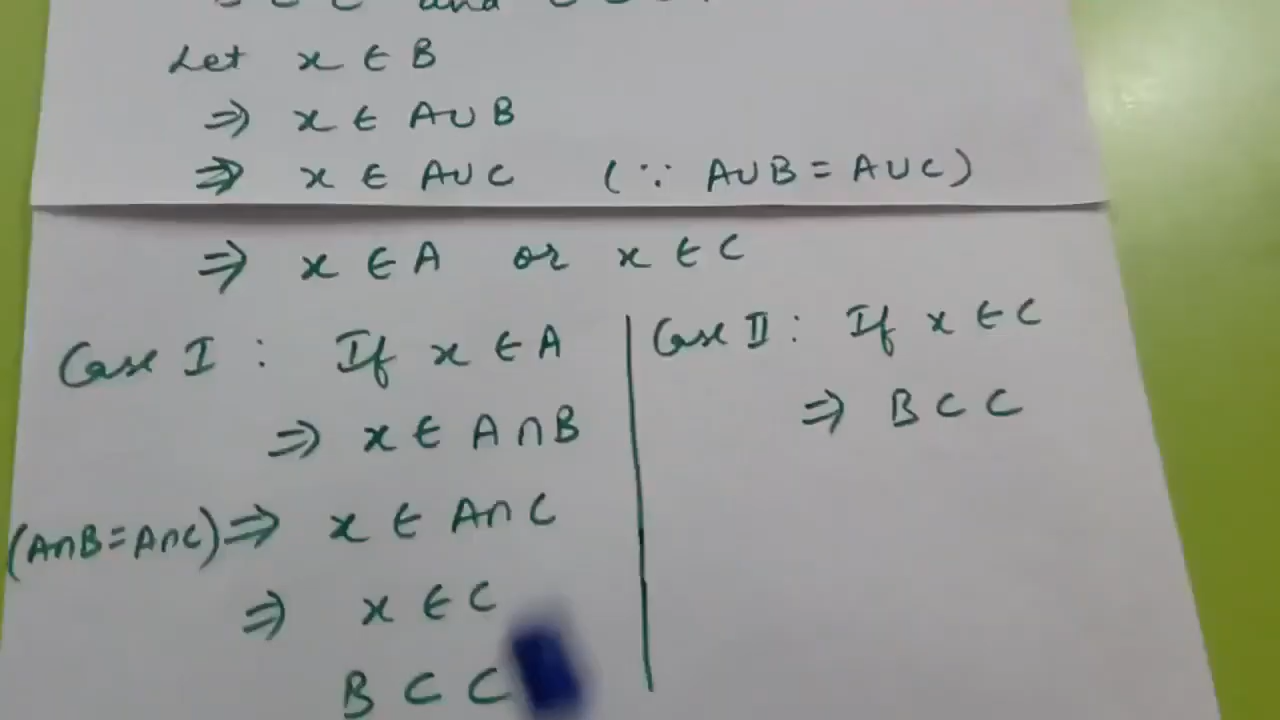 Let x ∈ B
⇒ x ∈ A∪B
⇒ x ∈ A∪C (∵ A∪B = A∪C)
⇒ x ∈ A or x ∈ C
Case I : If x ∈ A
⇒ x ∈ A∩B
(A∩B=A∩C) ⇒ x ∈ A∩C
⇒ x ∈ C
B ⊂ C
Case II : If x ∈ C
⇒ B ⊂ C